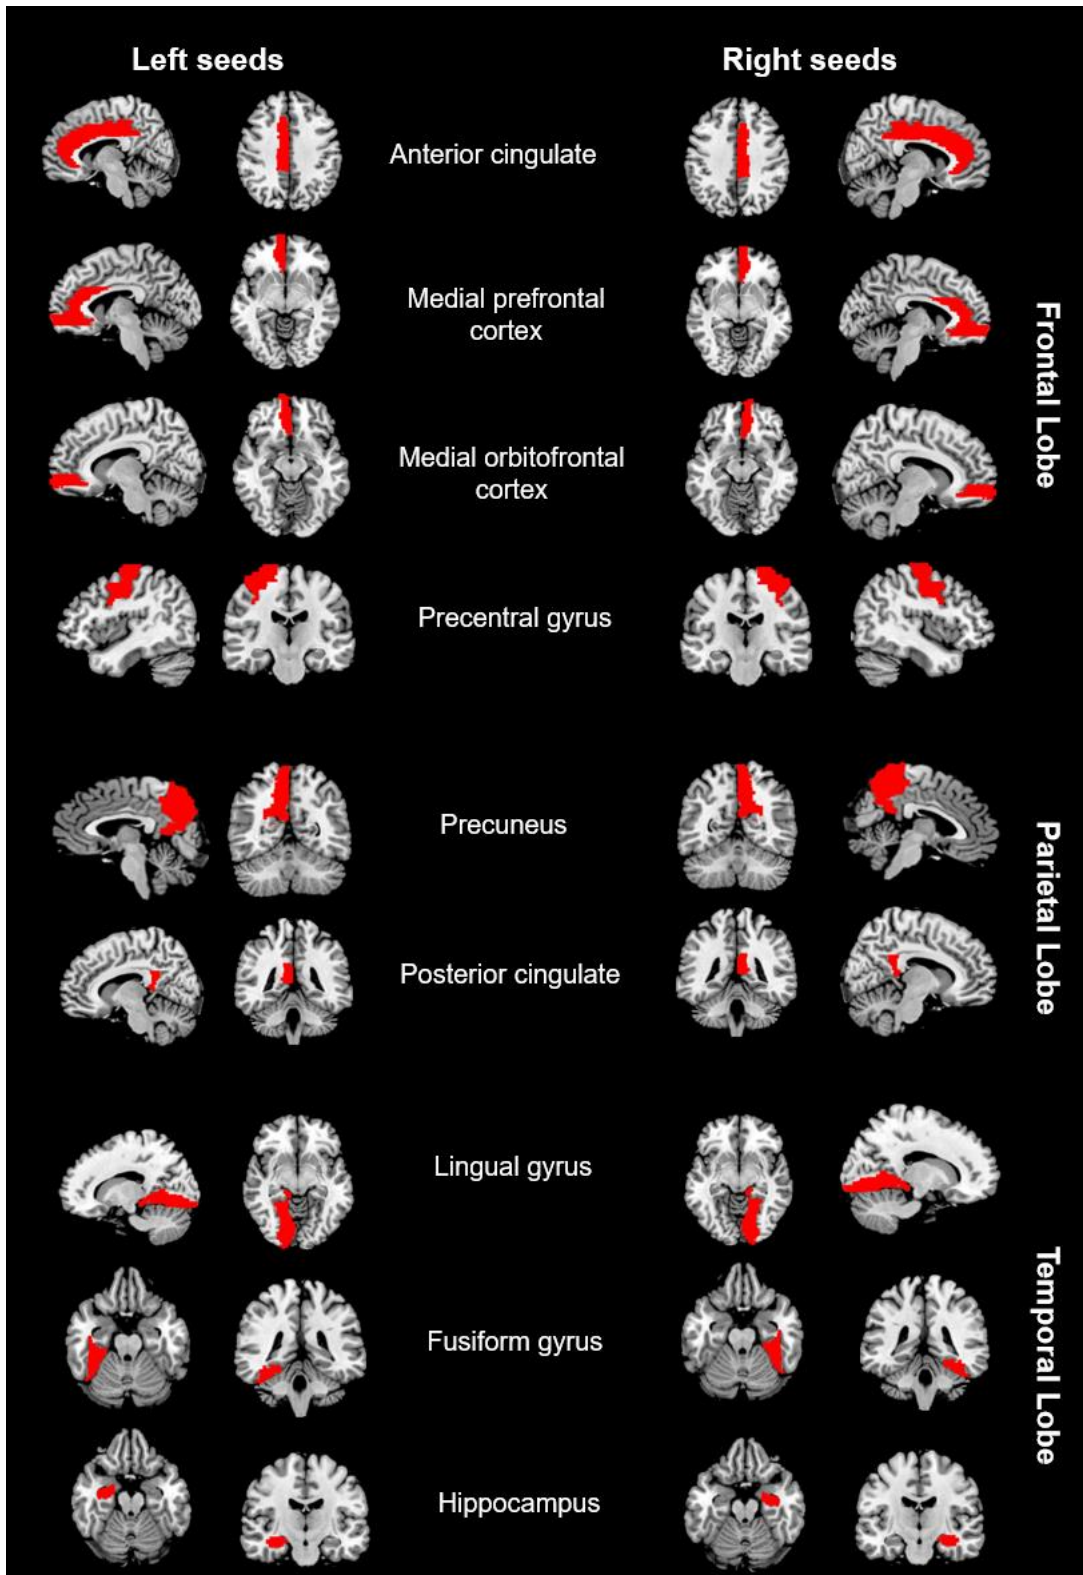 Left seeds
Right seeds
Anterior cingulate
Medial prefrontal
cortex
Medial orbitofrontal
cortex
Precentral gyrus
Frontal Lobe
Precuneus
Posterior cingulate
Parietal Lobe
Lingual gyrus
Fusiform gyrus
Hippocampus
Temporal Lobe